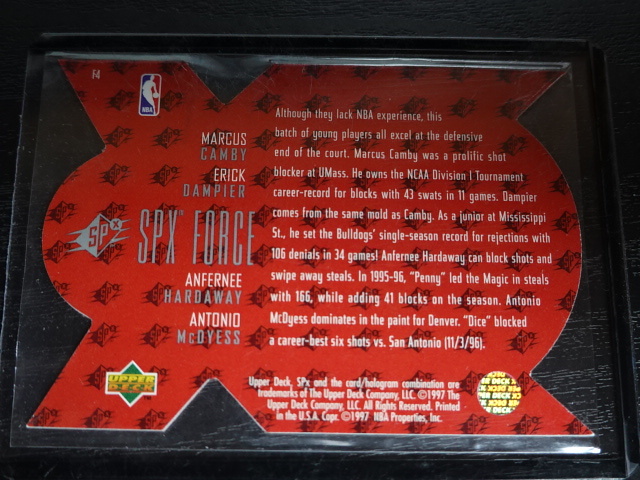 F4
NBA
MARCUS
CAMBY
ERICK
DAMPIER
SPx
SPX™ FORCE
ANFERNEE
HARDAWAY
ANTONIO
McDYESS
Although they lack NBA experience, this
batch of young players all excel at the defensive
end of the court. Marcus Camby was a prolific shot
blocker at UMass. He owns the NCAA Division I Tournament
career-record for blocks with 43 swats in 11 games. Dampier
comes from the same mold as Camby. As a junior at Mississippi
St., he set the Bulldogs' single-season record for rejections with
106 denials in 34 games! Anfernee Hardaway can block shots and
swipe away steals. In 1995-96, "Penny" led the Magic in steals
with 166, while adding 41 blocks on the season. Antonio
McDyess dominates in the paint for Denver. "Dice" blocked
a career-best six shots vs. San Antonio (11/3/96).
UPPER
DECK
Upper Deck, SPx and the card/hologram combination are
trademarks of The Upper Deck Company, LLC. ©1997 The
Upper Deck Company, LLC. All Rights Reserved. Printed
in the U.S.A. Copr. ©1997 NBA Properties, Inc.